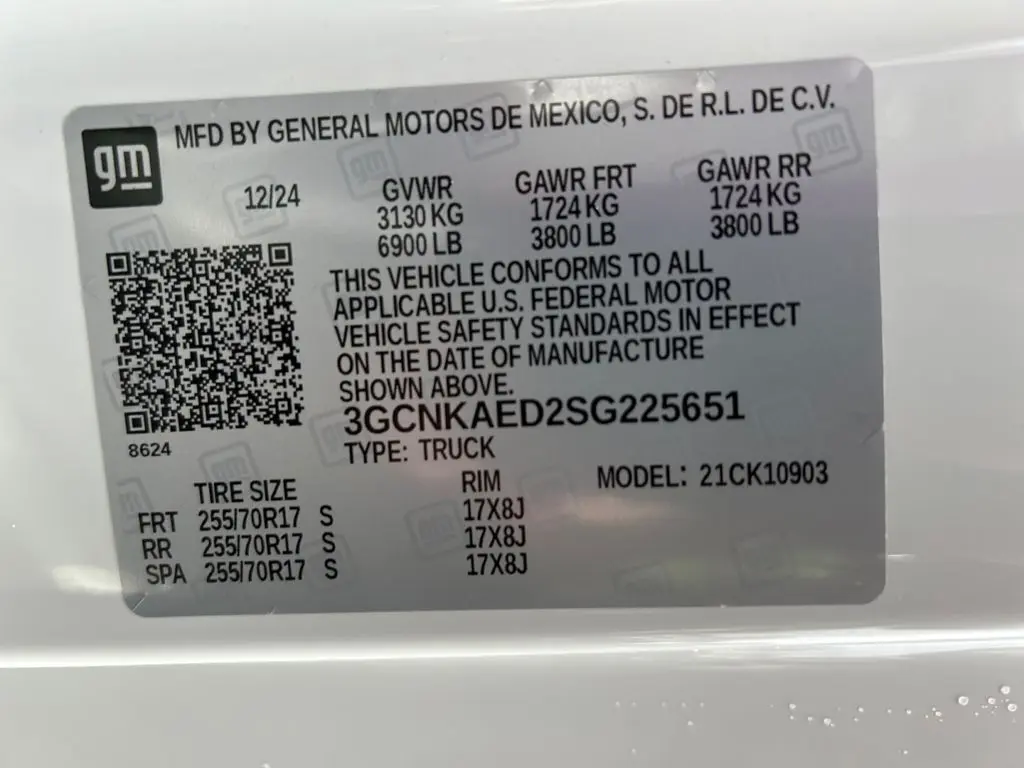 gm
MFD BY GENERAL MOTORS DE MEXICO, S. DE R.L. DE C.V.
12/24
GVWR GAWR FRT GAWR RR
3130 KG 1724 KG 1724 KG
6900 LB 3800 LB 3800 LB
THIS VEHICLE CONFORMS TO ALL
APPLICABLE U.S. FEDERAL MOTOR
VEHICLE SAFETY STANDARDS IN EFFECT
ON THE DATE OF MANUFACTURE
SHOWN ABOVE.
3GCNKAED2SG225651
8624
TYPE: TRUCK
TIRE SIZE RIM MODEL: 21CK10903
FRT 255/70R17 S 17X8J
RR 255/70R17 S 17X8J
SPA 255/70R17 S 17X8J